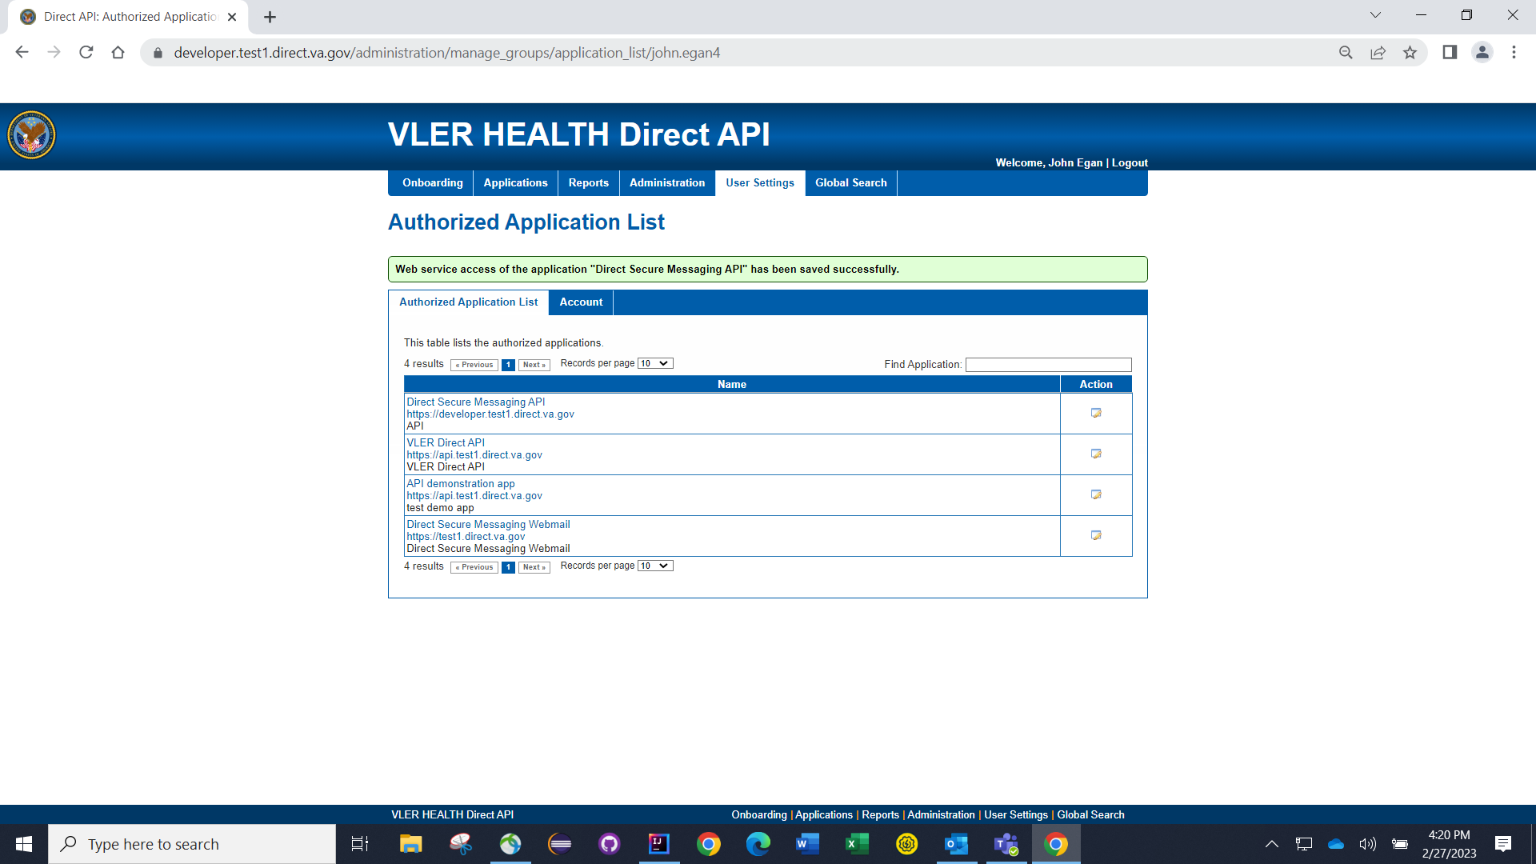 Direct API: Authorized Applicatio
developer.test1.direct.va.gov/administration/manage_groups/application_list/john.egan4
VLER HEALTH Direct API
Welcome, John Egan | Logout
Onboarding Applications Reports Administration User Settings Global Search
Authorized Application List
Web service access of the application "Direct Secure Messaging API" has been saved successfully.
Authorized Application List Account
This table lists the authorized applications.
4 results « Previous 1 Next » Records per page 10 Find Application:
Name Action
Direct Secure Messaging API
https://developer.test1.direct.va.gov
API
VLER Direct API
https://api.test1.direct.va.gov
VLER Direct API
API demonstration app
https://api.test1.direct.va.gov
test demo app
Direct Secure Messaging Webmail
https://test1.direct.va.gov
Direct Secure Messaging Webmail
4 results « Previous 1 Next » Records per page 10
VLER HEALTH Direct API Onboarding | Applications | Reports | Administration | User Settings | Global Search
Type here to search
4:20 PM
2/27/2023